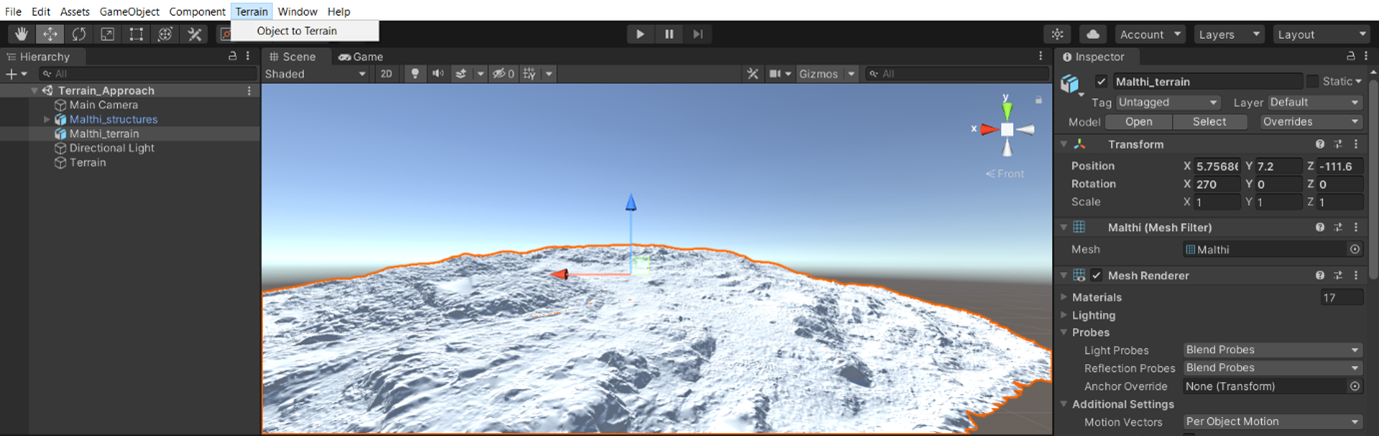 File Edit Assets GameObject Component Terrain Window Help
Object to Terrain
Account Layers Layout
Hierarchy
All
Terrain_Approach
Main Camera
Malthi_structures
Malthi_terrain
Directional Light
Terrain
Scene Game
Shaded 2D 0 Gizmos All
y
x
Front
Inspector
Malthi_terrain Static
Tag Untagged Layer Default
Model Open Select Overrides
Transform
Position X 5.75686 Y 7.2 Z -111.6
Rotation X 270 Y 0 Z 0
Scale X 1 Y 1 Z 1
Malthi (Mesh Filter)
Mesh Malthi
Mesh Renderer
Materials 17
Lighting
Probes
Light Probes Blend Probes
Reflection Probes Blend Probes
Anchor Override None (Transform)
Additional Settings
Motion Vectors Per Object Motion